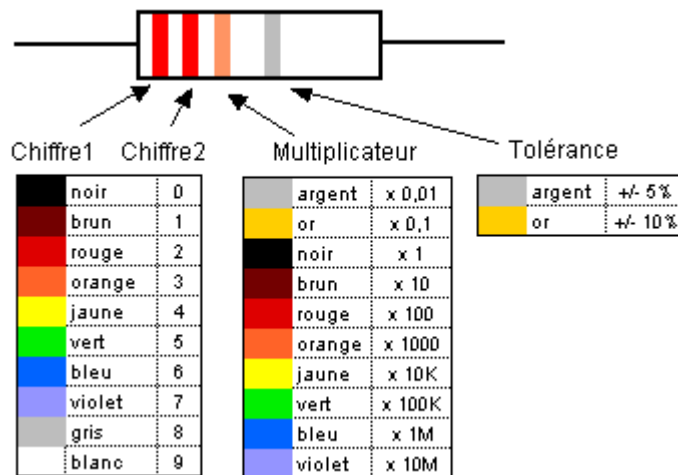 Chiffre1 Chiffre2 Multiplicateur Tolérance
noir 0
brun 1
rouge 2
orange 3
jaune 4
vert 5
bleu 6
violet 7
gris 8
blanc 9
argent x 0,01
or x 0,1
noir x 1
brun x 10
rouge x 100
orange x 1000
jaune x 10K
vert x 100K
bleu x 1M
violet x 10M
argent +/- 5%
or +/- 10%